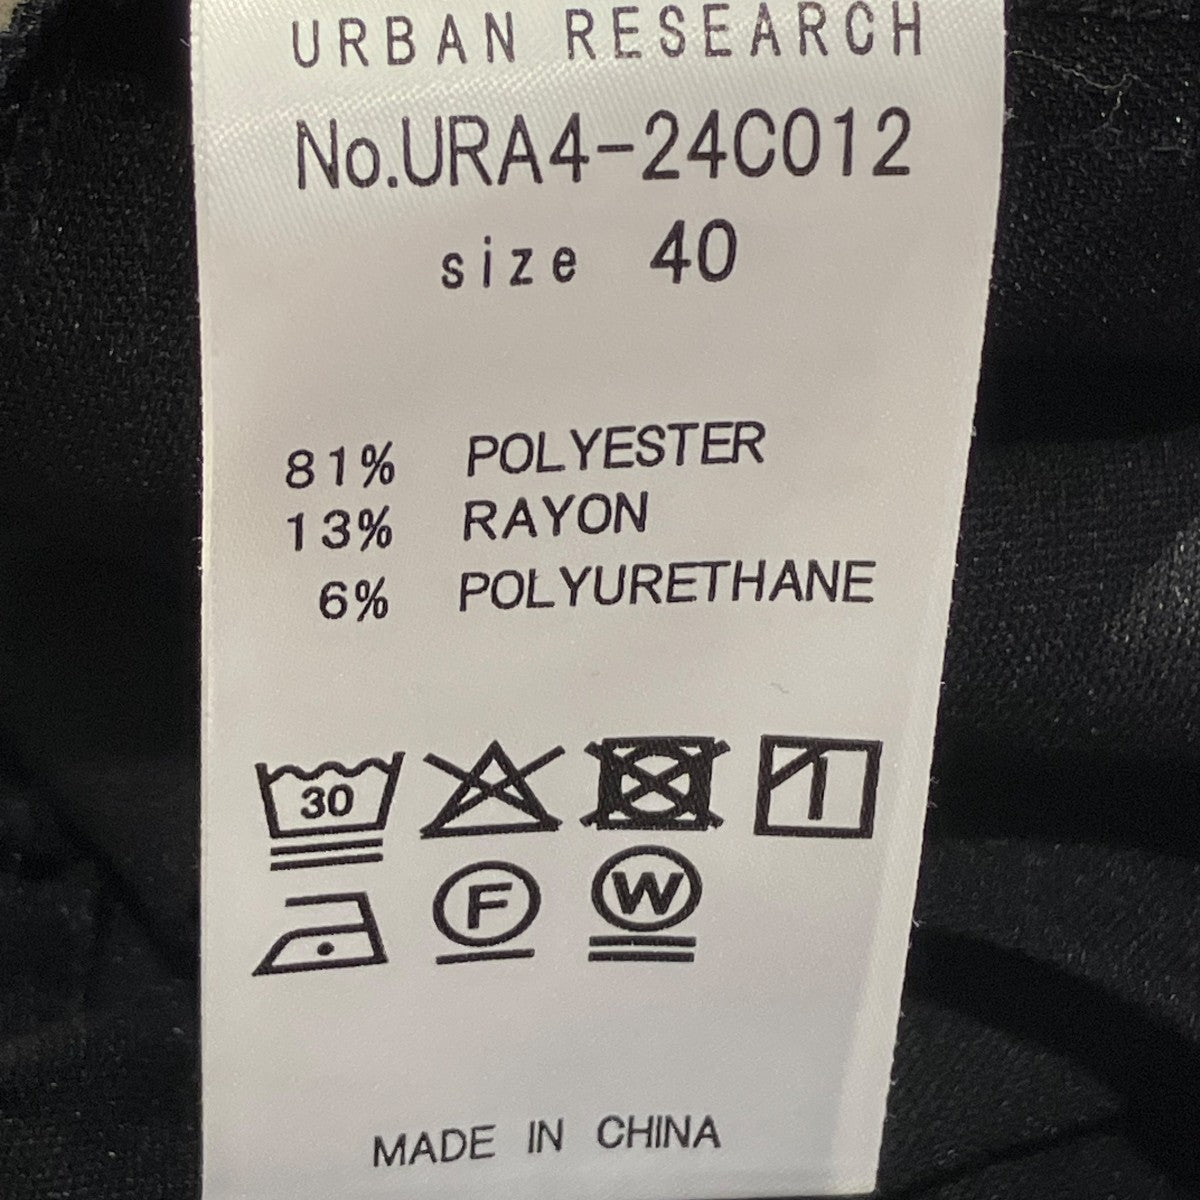 URBAN RESEARCH
No.URA4-24C012
size 40
81% POLYESTER
13% RAYON
6% POLYURETHANE
30
F W
MADE IN CHINA